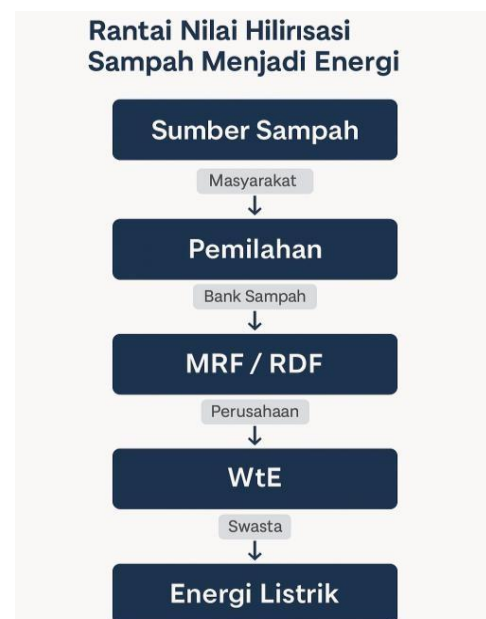 Rantai Nilai Hilirisasi
Sampah Menjadi Energi
Sumber Sampah
Masyarakat
Pemilahan
Bank Sampah
MRF / RDF
Perusahaan
WtE
Swasta
Energi Listrik